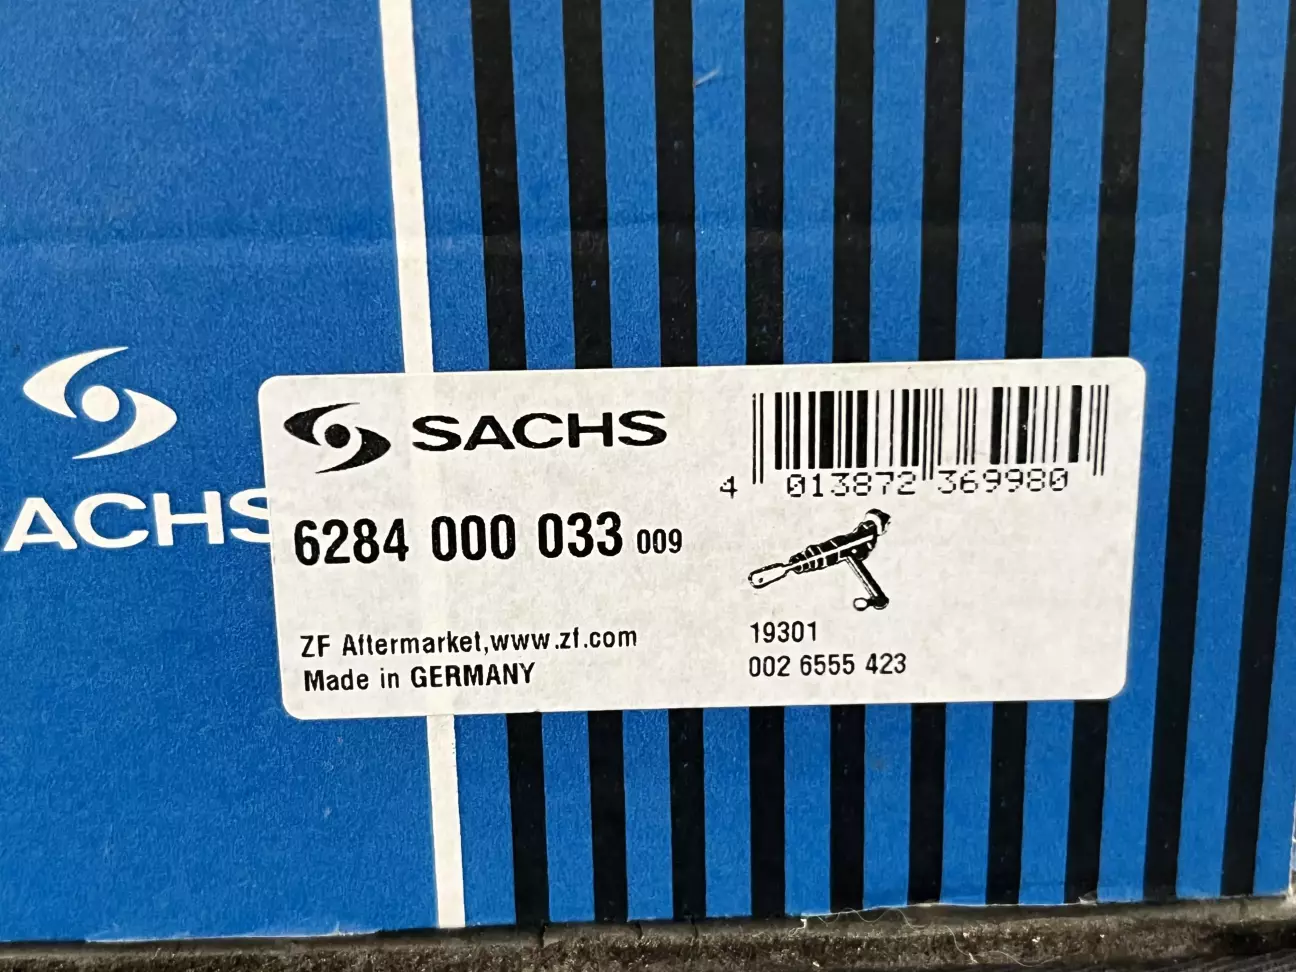 ACHS
SACHS
4 013872 369980
6284 000 033 009
ZF Aftermarket,www.zf.com
Made in GERMANY
19301
002 6555 423